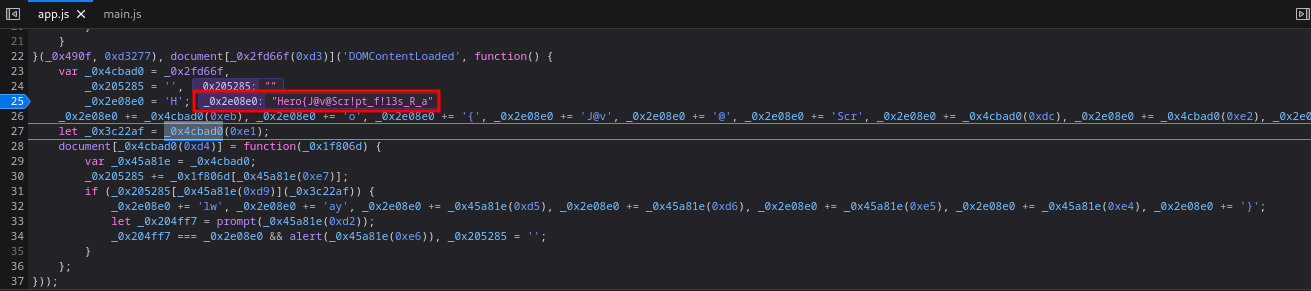 app.js main.js
21 }
22 }(_0x490f, 0xd3277), document[_0x2fd66f(0xd3)]('DOMContentLoaded', function() {
23 var _0x4cbad0 = _0x2fd66f,
24 _0x205285 = '', _0x205285: ""
25 _0x2e08e0 = 'H'; _0x2e08e0: "Hero{J@v@Scr!pt_f!l3s_R_a"
26 _0x2e08e0 += _0x4cbad0(0xeb), _0x2e08e0 += 'o', _0x2e08e0 += '{', _0x2e08e0 += 'J@v', _0x2e08e0 += '@', _0x2e08e0 += 'Scr', _0x2e08e0 += _0x4cbad0(0xdc), _0x2e08e0 += _0x4cbad0(0xe2), _0x2e0
27 let _0x3c22af = _0x4cbad0(0xe1);
28 document[_0x4cbad0(0xd4)] = function(_0x1f806d) {
29 var _0x45a81e = _0x4cbad0;
30 _0x205285 += _0x1f806d[_0x45a81e(0xe7)];
31 if (_0x205285[_0x45a81e(0xd9)](_0x3c22af)) {
32 _0x2e08e0 += 'lw', _0x2e08e0 += 'ay', _0x2e08e0 += _0x45a81e(0xd5), _0x2e08e0 += _0x45a81e(0xd6), _0x2e08e0 += _0x45a81e(0xe5), _0x2e08e0 += _0x45a81e(0xe4), _0x2e08e0 += '}';
33 let _0x204ff7 = prompt(_0x45a81e(0xd2));
34 _0x204ff7 === _0x2e08e0 && alert(_0x45a81e(0xe6)), _0x205285 = '';
35 }
36 };
37 }));